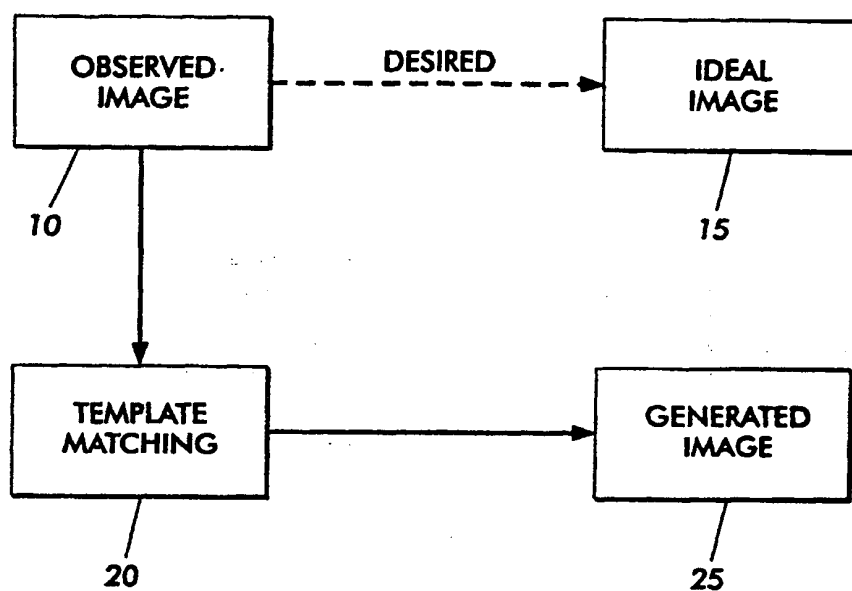 OBSERVED
IMAGE
DESIRED
IDEAL
IMAGE
10
15
TEMPLATE
MATCHING
GENERATED
IMAGE
20
25